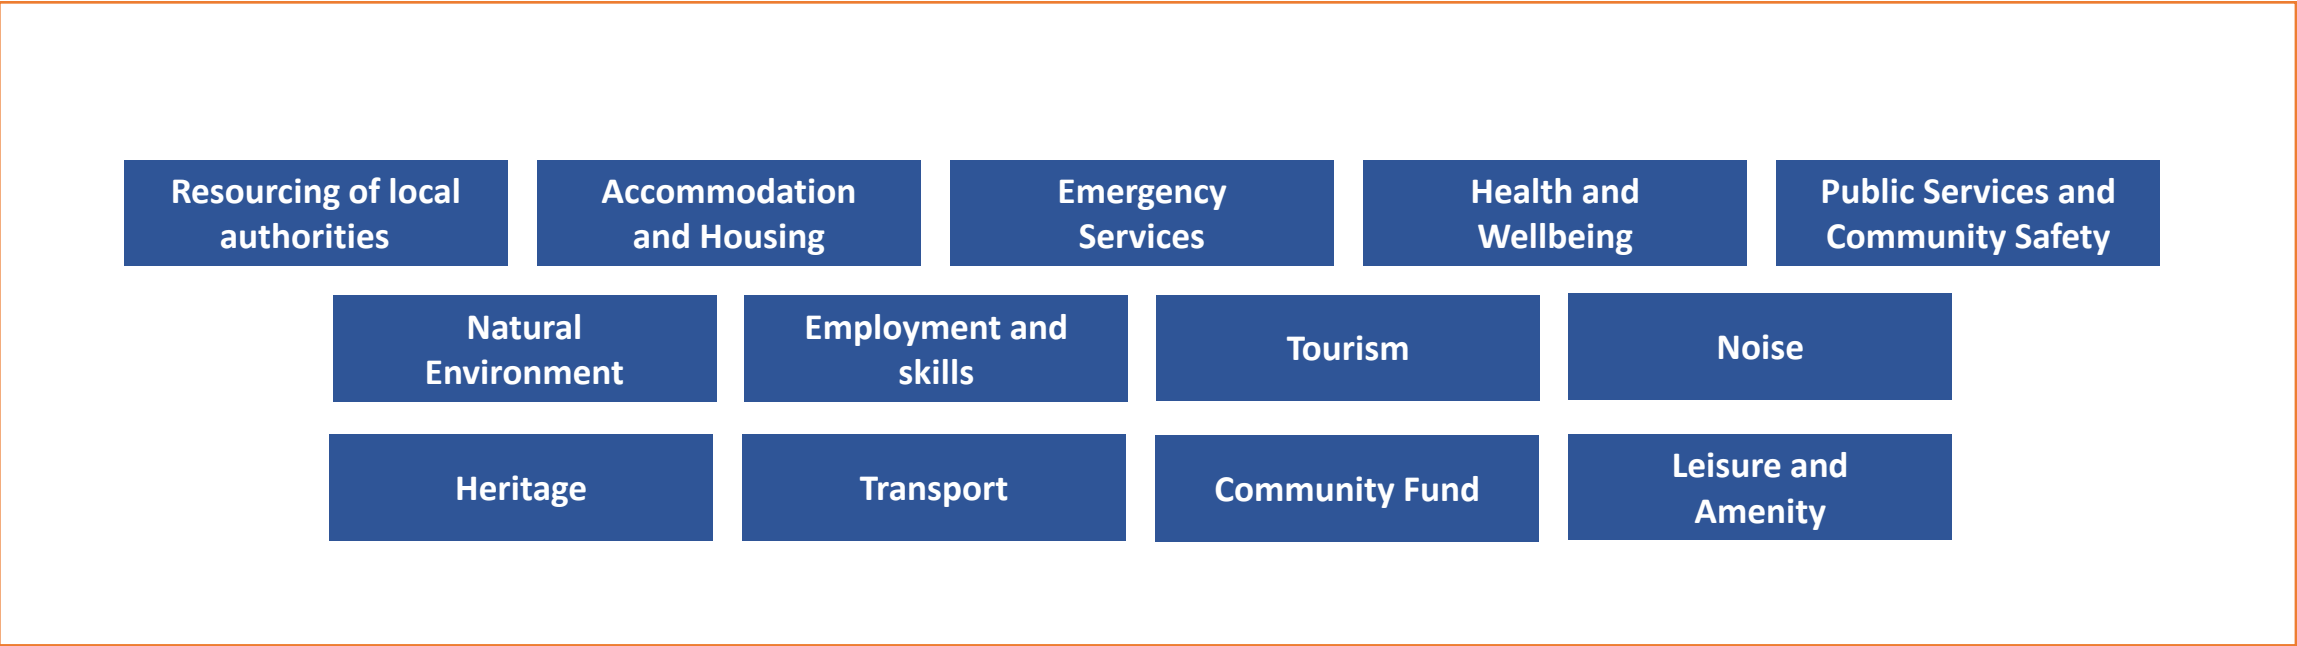 Resourcing of local
authorities
Accommodation
and Housing
Emergency
Services
Health and
Wellbeing
Public Services and
Community Safety
Natural
Environment
Employment and
skills
Tourism
Noise
Heritage
Transport
Community Fund
Leisure and
Amenity